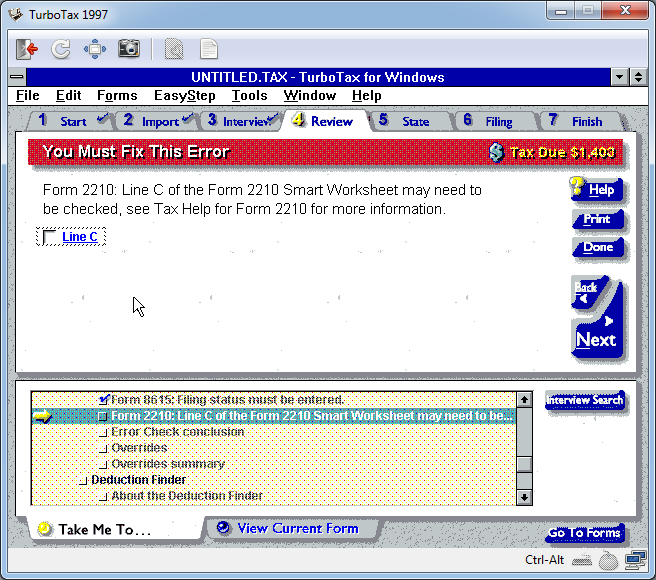 TurboTax 1997
UNTITLED.TAX - TurboTax for Windows
File Edit Forms EasyStep Tools Window Help
1 Start 2 Import 3 Interview 4 Review 5 State 6 Filing 7 Finish
You Must Fix This Error
$ Tax Due $1,403
Form 2210: Line C of the Form 2210 Smart Worksheet may need to
be checked, see Tax Help for Form 2210 for more information.
Line C
? Help
Print
Done
Back
Next
Form 8615: Filing status must be entered.
Form 2210: Line C of the Form 2210 Smart Worksheet may need to be...
Error Check conclusion
Overrides
Overrides summary
Deduction Finder
About the Deduction Finder
Interview Search
Take Me To...
View Current Form
Go To Forms
Ctrl-Alt